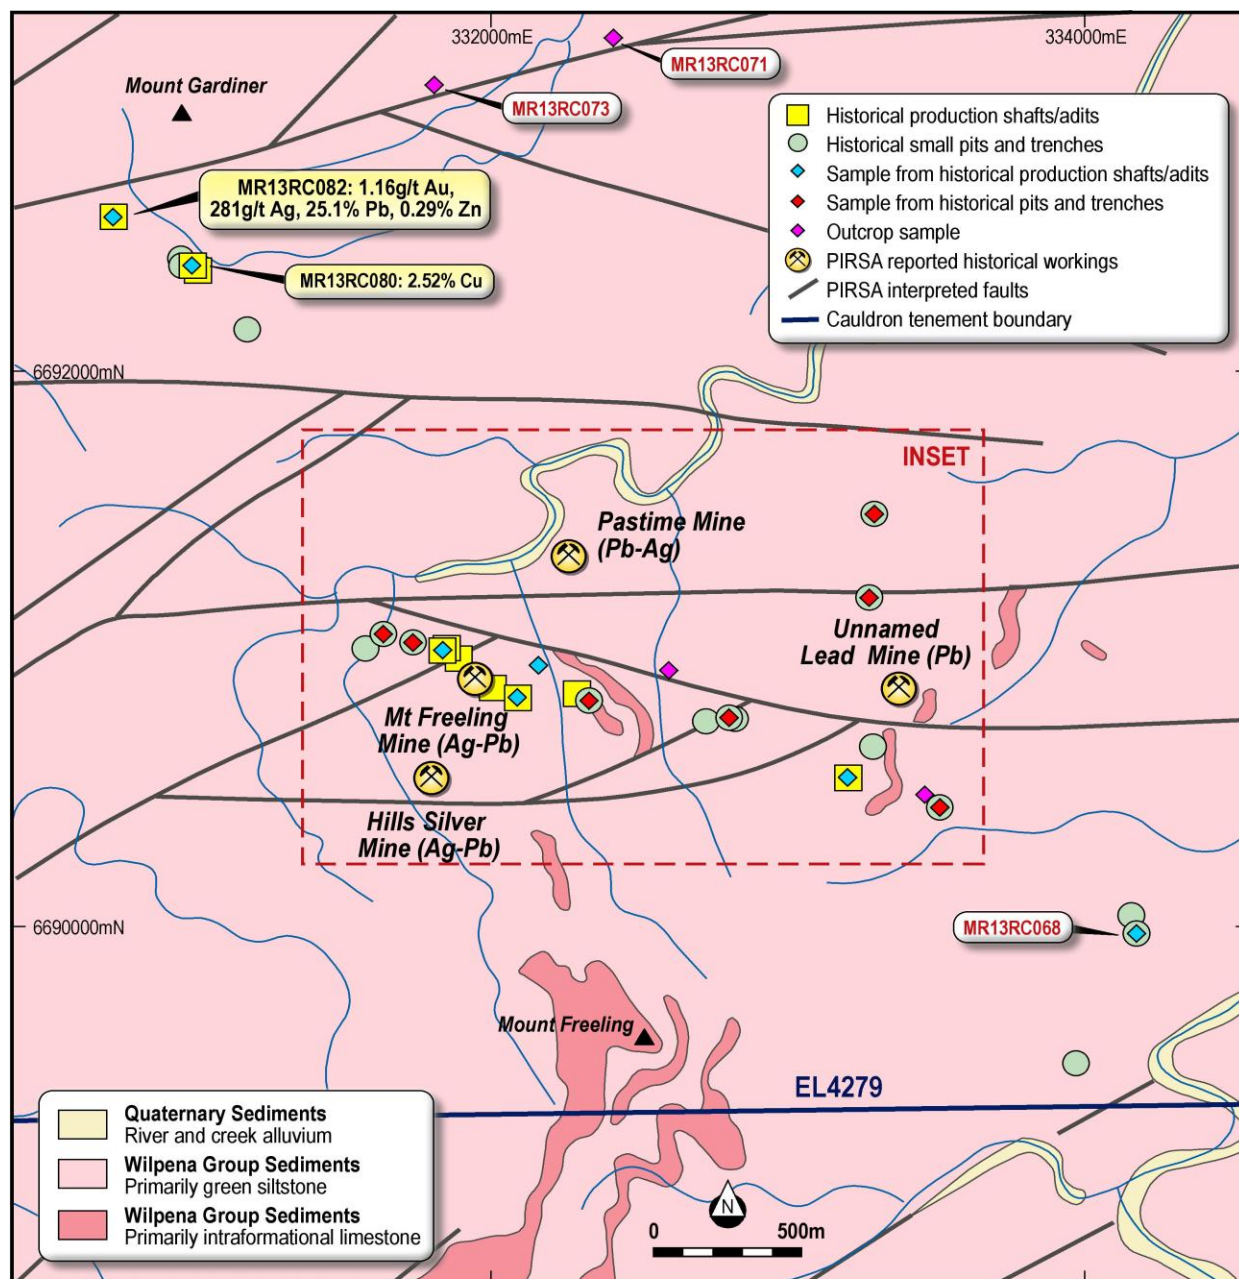 332000mE
334000mE
MR13RC071
Mount Gardiner
MR13RC073
Historical production shafts/adits
Historical small pits and trenches
Sample from historical production shafts/adits
Sample from historical pits and trenches
Outcrop sample
PIRSA reported historical workings
PIRSA interpreted faults
Cauldron tenement boundary
MR13RC082: 1.16g/t Au,
281g/t Ag, 25.1% Pb, 0.29% Zn
MR13RC080: 2.52% Cu
6692000mN
INSET
Pastime Mine
(Pb-Ag)
Unnamed
Lead Mine (Pb)
Mt Freeling
Mine (Ag-Pb)
Hills Silver
Mine (Ag-Pb)
6690000mN
MR13RC068
Mount Freeling
EL4279
Quaternary Sediments
River and creek alluvium
Wilpena Group Sediments
Primarily green siltstone
Wilpena Group Sediments
Primarily intraformational limestone
N
0 500m